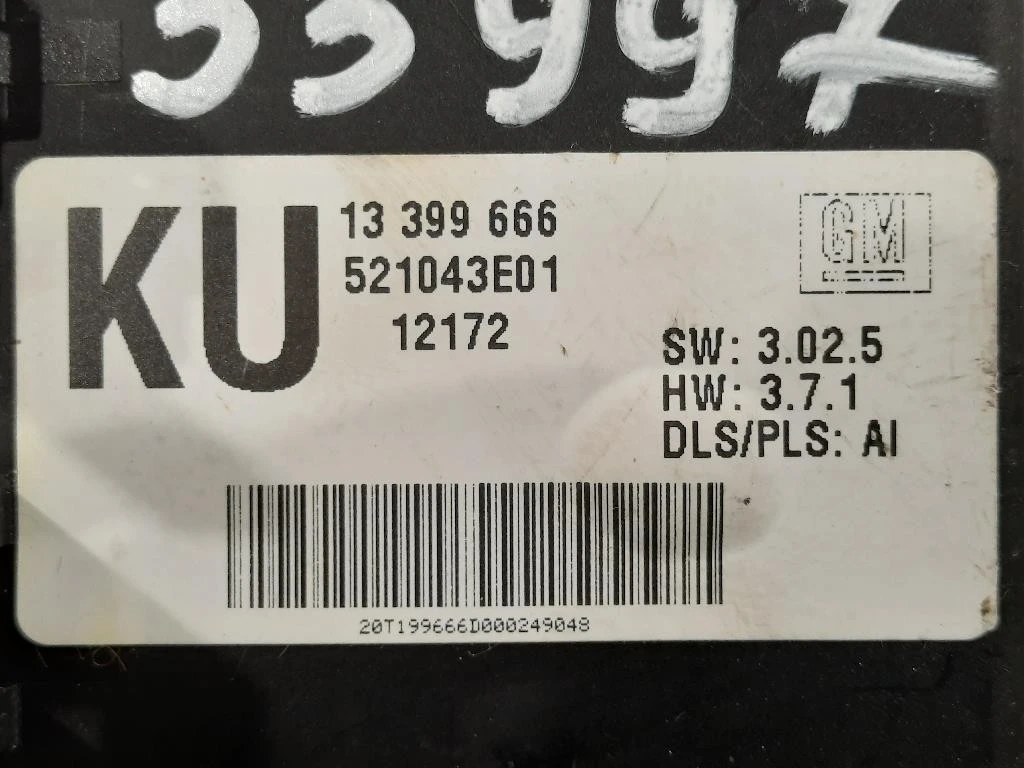 KU
13 399 666
521043E01
12172
GM
SW: 3.02.5
HW: 3.7.1
DLS/PLS: AI
20T199666D000249048